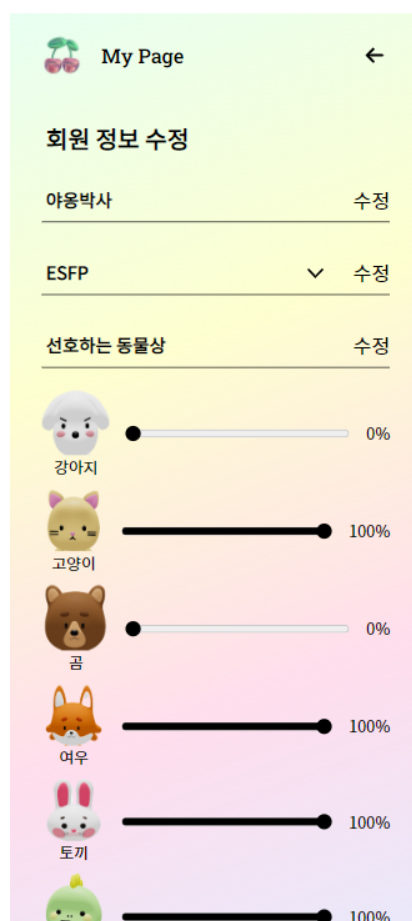 My Page
회원 정보 수정
야옹박사 수정
ESFP 수정
선호하는 동물상 수정
강아지 0%
고양이 100%
곰 0%
여우 100%
토끼 100%
100%